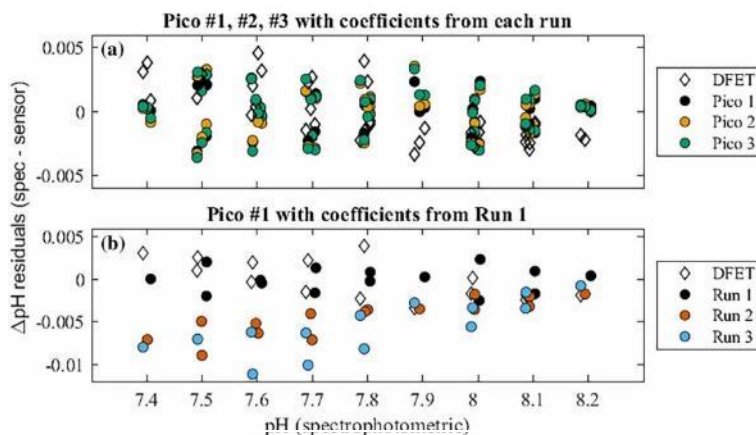 Pico #1, #2, #3 with coefficients from each run
0.005
(a)
0
-0.005
DFET
Pico 1
Pico 2
Pico 3
Pico #1 with coefficients from Run 1
0.005
(b)
0
-0.005
-0.01
DFET
Run 1
Run 2
Run 3
ΔpH residuals (spec - sensor)
7.4 7.5 7.6 7.7 7.8 7.9 8 8.1 8.2
pH (spectrophotometric)